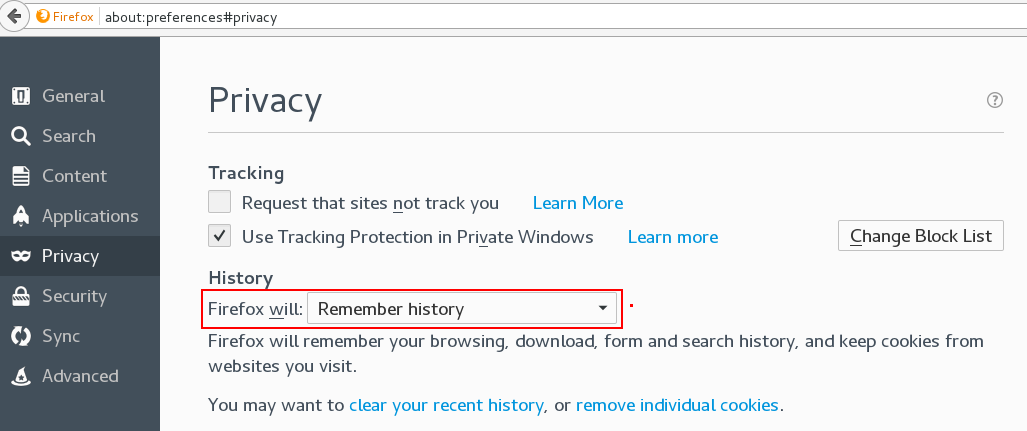 Firefox about:preferences#privacy
General
Search
Content
Applications
Privacy
Security
Sync
Advanced
Privacy
?
Tracking
Request that sites not track you Learn More
Use Tracking Protection in Private Windows Learn more Change Block List
History
Firefox will: Remember history
Firefox will remember your browsing, download, form and search history, and keep cookies from
websites you visit.
You may want to clear your recent history, or remove individual cookies.